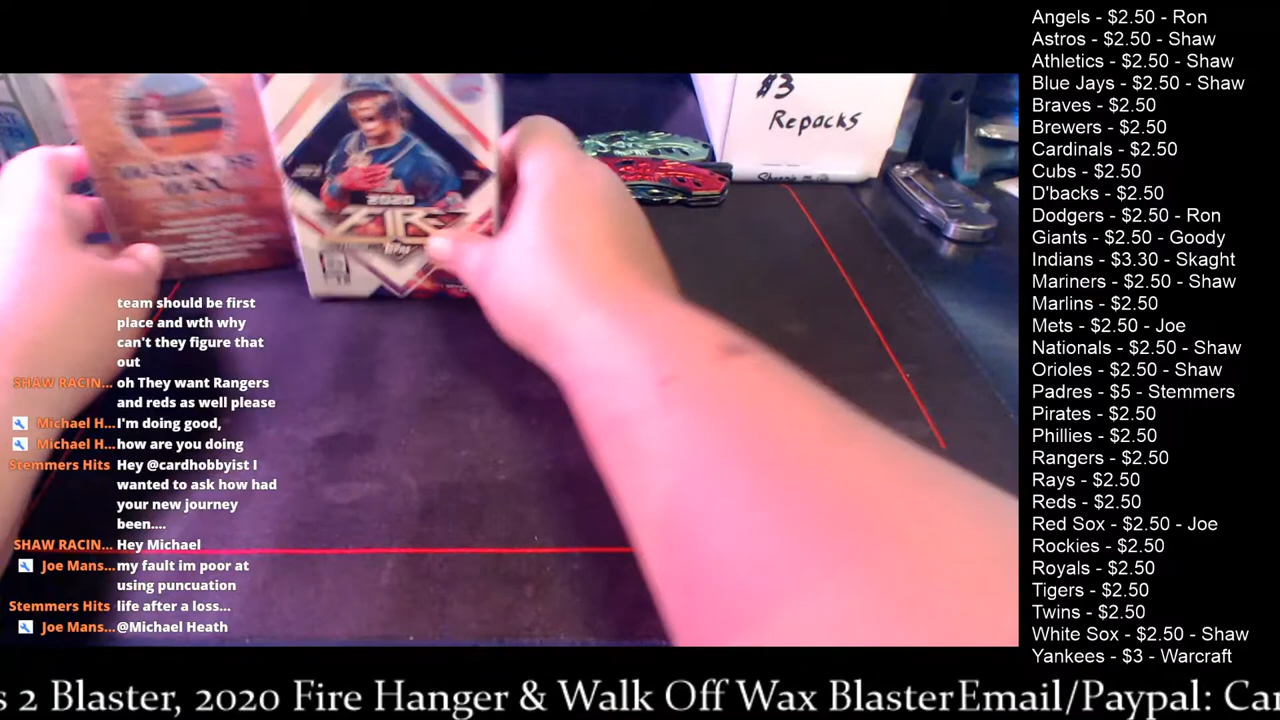 $3
Repacks
Sharpie
2020
FIRE
team should be first
place and wth why
can't they figure that
out
SHAW RACIN... oh They want Rangers
and reds as well please
Michael H... I'm doing good,
Michael H... how are you doing
Stemmers Hits Hey @cardhobbyist I
wanted to ask how had
your new journey
been....
SHAW RACIN... Hey Michael
Joe Mans... my fault im poor at
using puncuation
Stemmers Hits life after a loss...
Joe Mans... @Michael Heath
Angels - $2.50 - Ron
Astros - $2.50 - Shaw
Athletics - $2.50 - Shaw
Blue Jays - $2.50 - Shaw
Braves - $2.50
Brewers - $2.50
Cardinals - $2.50
Cubs - $2.50
D'backs - $2.50
Dodgers - $2.50 - Ron
Giants - $2.50 - Goody
Indians - $3.30 - Skaght
Mariners - $2.50 - Shaw
Marlins - $2.50
Mets - $2.50 - Joe
Nationals - $2.50 - Shaw
Orioles - $2.50 - Shaw
Padres - $5 - Stemmers
Pirates - $2.50
Phillies - $2.50
Rangers - $2.50
Rays - $2.50
Reds - $2.50
Red Sox - $2.50 - Joe
Rockies - $2.50
Royals - $2.50
Tigers - $2.50
Twins - $2.50
White Sox - $2.50 - Shaw
Yankees - $3 - Warcraft
s 2 Blaster, 2020 Fire Hanger & Walk Off Wax Blaster Email/Paypal: Car